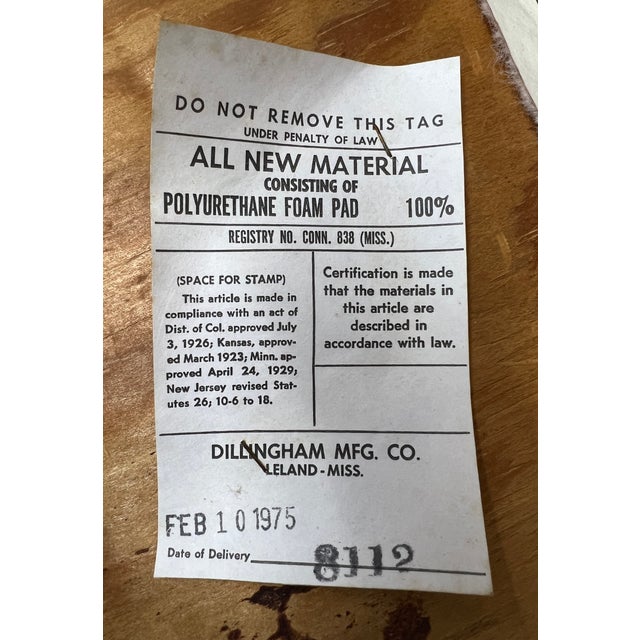 DO NOT REMOVE THIS TAG
UNDER PENALTY OF LAW
ALL NEW MATERIAL
CONSISTING OF
POLYURETHANE FOAM PAD 100%
REGISTRY NO. CONN. 838 (MISS.)
(SPACE FOR STAMP)
This article is made in
compliance with an act of
Dist. of Col. approved July
3, 1926; Kansas, approv-
ed March 1923; Minn. ap-
proved April 24, 1929;
New Jersey revised Stat-
utes 26; 10-6 to 18.
Certification is made
that the materials in
this article are
described in
accordance with law.
DILLINGHAM MFG. CO.
LELAND - MISS.
FEB 10 1975
Date of Delivery
8112